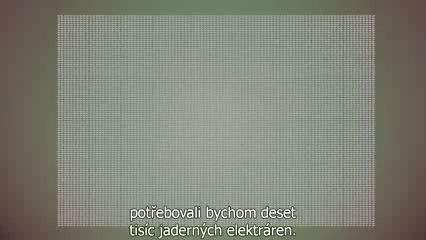 potřebovali bychom deset
tisíc jaderných elektráren.